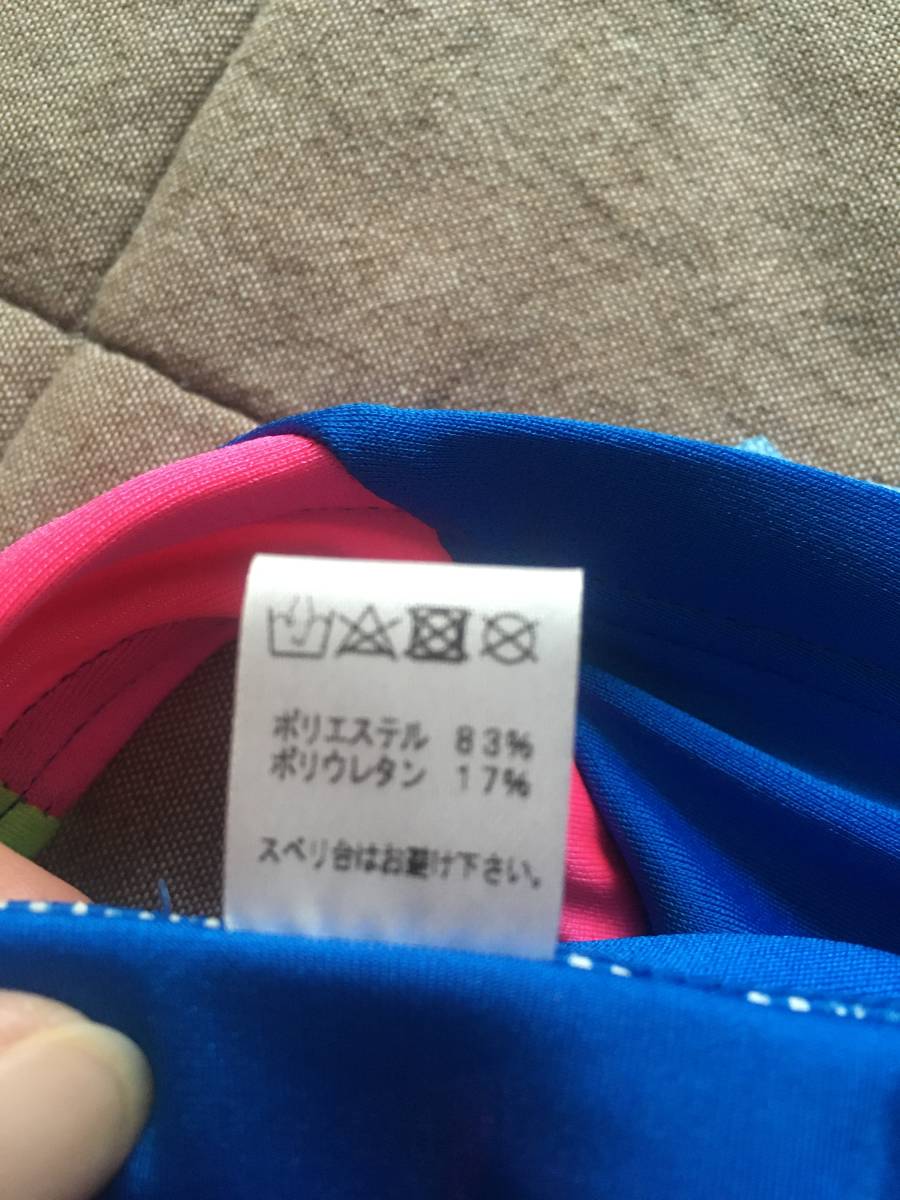 ポリエステル 83%
ポリウレタン 17%
スベリ台はお避け下さい。